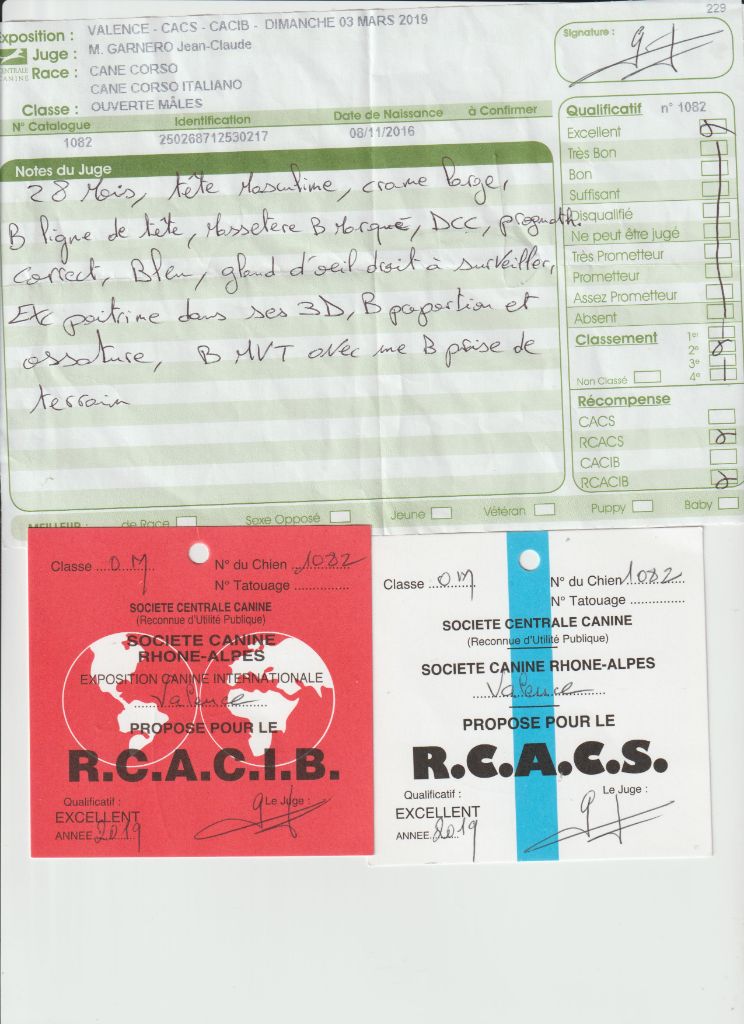 229
Exposition : VALENCE - CACS - CACIB - DIMANCHE 03 MARS 2019
Juge : M. GARNERO Jean-Claude
CENTRALE CANINE
Race : CANE CORSO
CANE CORSO ITALIANO
Classe : OUVERTE MÂLES
Signature :
N° Catalogue Identification Date de Naissance à Confirmer
1082 250268712530217 08/11/2016
Notes du Juge
28 Mois, tête Masculine, crane large,
B ligne de tête, Massetère B Marqué, DCC, prognath.
Correct, Bleu, gland d'oeil droit à surveiller,
Exc poitrine dans ses 3D, B proportion et
ossature, B MVT avec une B prise de
terrain
Qualificatif n° 1082
Excellent
Très Bon
Bon
Suffisant
Disqualifié
Ne peut être jugé
Très Prometteur
Prometteur
Assez Prometteur
Absent
Classement 1er
2e
3e
Non Classé 4e
Récompense
CACS
RCACS
CACIB
RCACIB
MEILLEUR : de Race Sexe Opposé Jeune Vétéran Puppy Baby
Classe ....OM.... N° du Chien ..1082..
N° Tatouage ...............
SOCIETE CENTRALE CANINE
(Reconnue d'Utilité Publique)
SOCIETE CANINE
RHONE-ALPES
EXPOSITION CANINE INTERNATIONALE
Valence
PROPOSE POUR LE
R.C.A.C.I.B.
Qualificatif : Le Juge :
EXCELLENT
ANNEE..2019
Classe ..OM.. N° du Chien 1082
N° Tatouage ...............
SOCIETE CENTRALE CANINE
(Reconnue d'Utilité Publique)
SOCIETE CANINE RHONE-ALPES
Valence
PROPOSE POUR LE
R.C.A.C.S.
Qualificatif : Le Juge :
EXCELLENT
ANNEE..2019